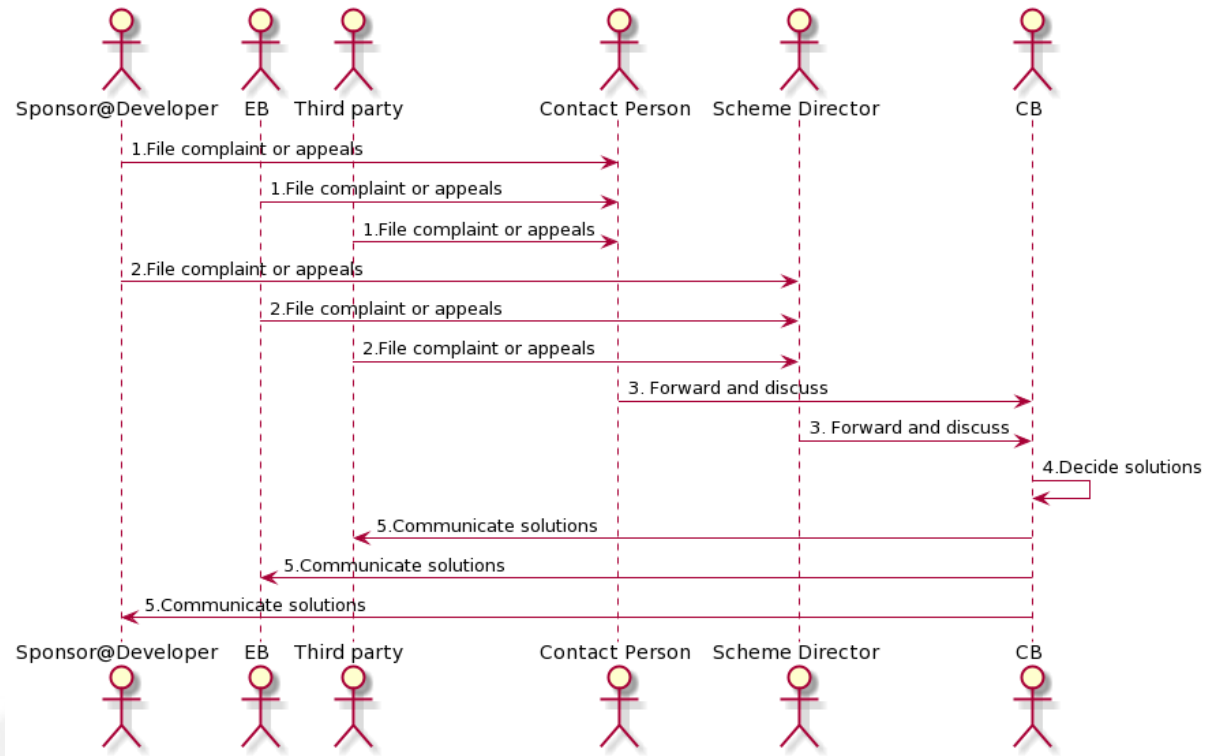 Sponsor@Developer EB Third party Contact Person Scheme Director CB
1.File complaint or appeals
1.File complaint or appeals
1.File complaint or appeals
2.File complaint or appeals
2.File complaint or appeals
2.File complaint or appeals
3. Forward and discuss
3. Forward and discuss
4.Decide solutions
5.Communicate solutions
5.Communicate solutions
5.Communicate solutions
Sponsor@Developer EB Third party Contact Person Scheme Director CB